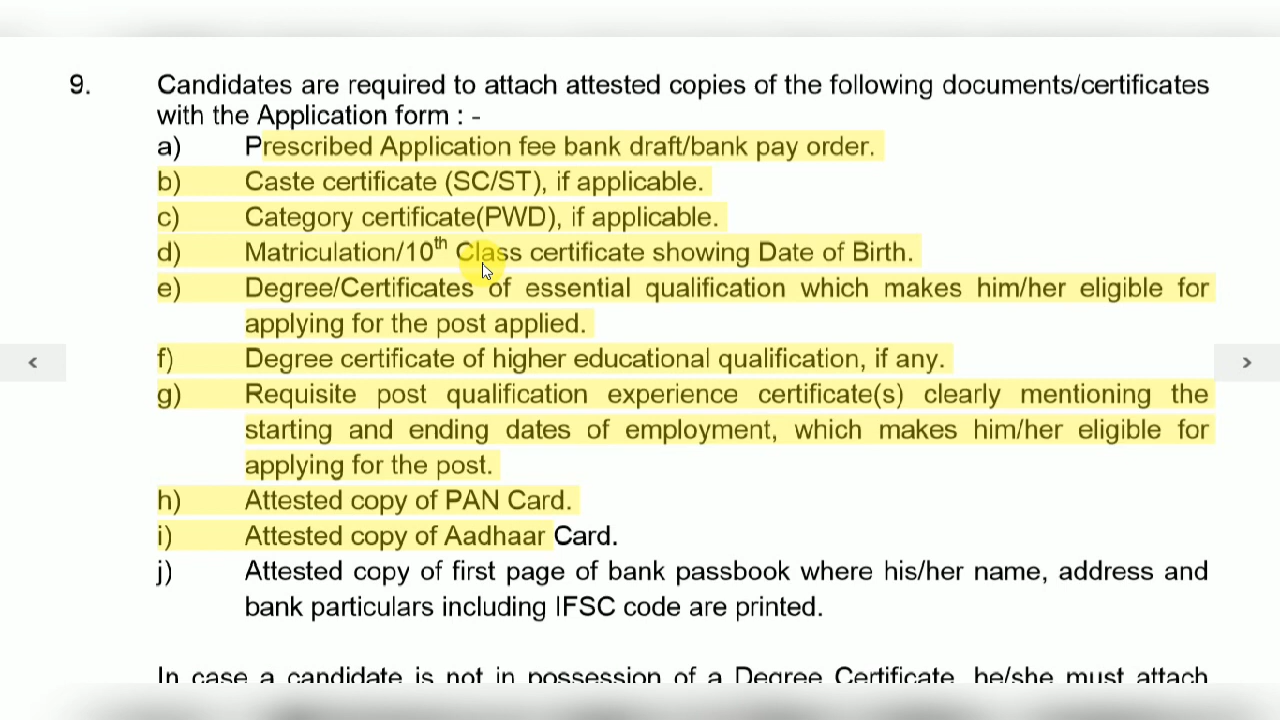 9. Candidates are required to attach attested copies of the following documents/certificates
with the Application form : -
a) Prescribed Application fee bank draft/bank pay order.
b) Caste certificate (SC/ST), if applicable.
c) Category certificate(PWD), if applicable.
d) Matriculation/10th Class certificate showing Date of Birth.
e) Degree/Certificates of essential qualification which makes him/her eligible for
applying for the post applied.
f) Degree certificate of higher educational qualification, if any.
g) Requisite post qualification experience certificate(s) clearly mentioning the
starting and ending dates of employment, which makes him/her eligible for
applying for the post.
h) Attested copy of PAN Card.
i) Attested copy of Aadhaar Card.
j) Attested copy of first page of bank passbook where his/her name, address and
bank particulars including IFSC code are printed.
In case a candidate is not in possession of a Degree Certificate, he/she must attach